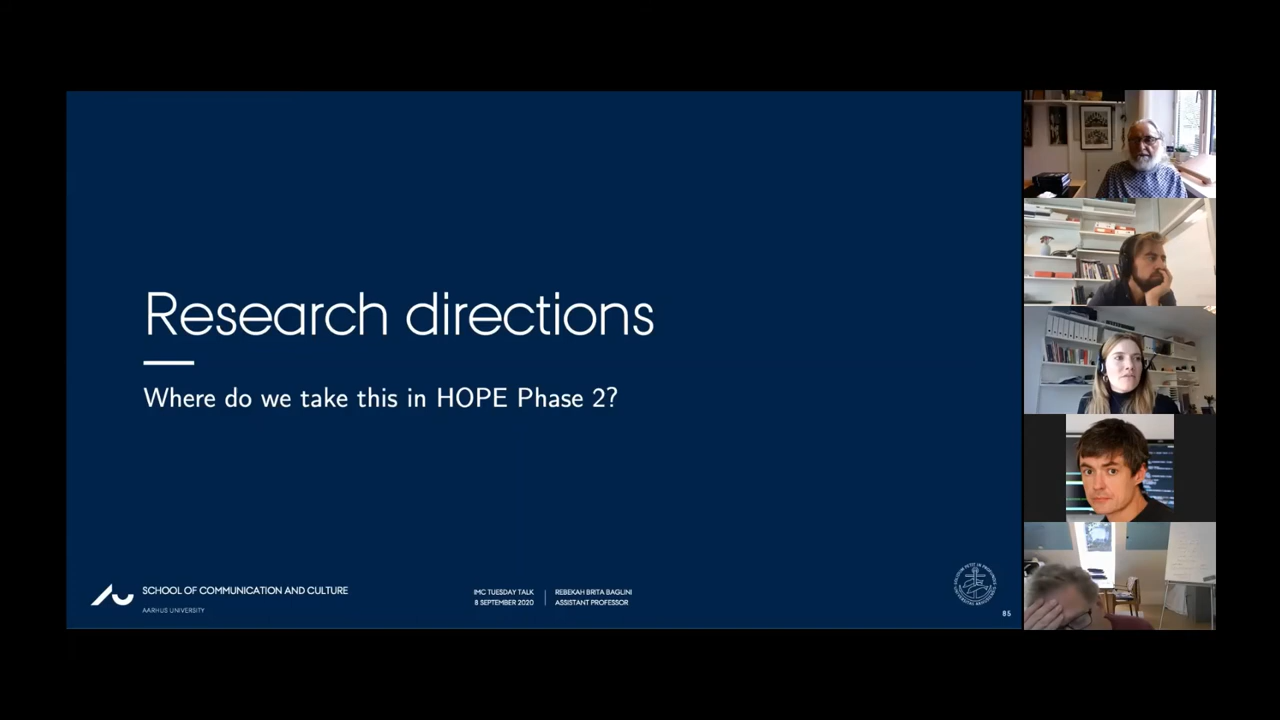 Research directions
Where do we take this in HOPE Phase 2?
SCHOOL OF COMMUNICATION AND CULTURE
AARHUS UNIVERSITY
IMC TUESDAY TALK
8 SEPTEMBER 2020
REBEKAH BRITA BAGLINI
ASSISTANT PROFESSOR
85